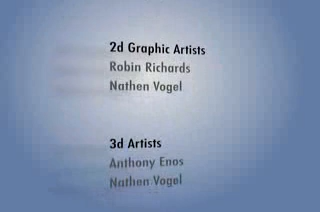 2d Graphic Artists
Robin Richards
Nathen Vogel
3d Artists
Anthony Enos
Nathen Vogel